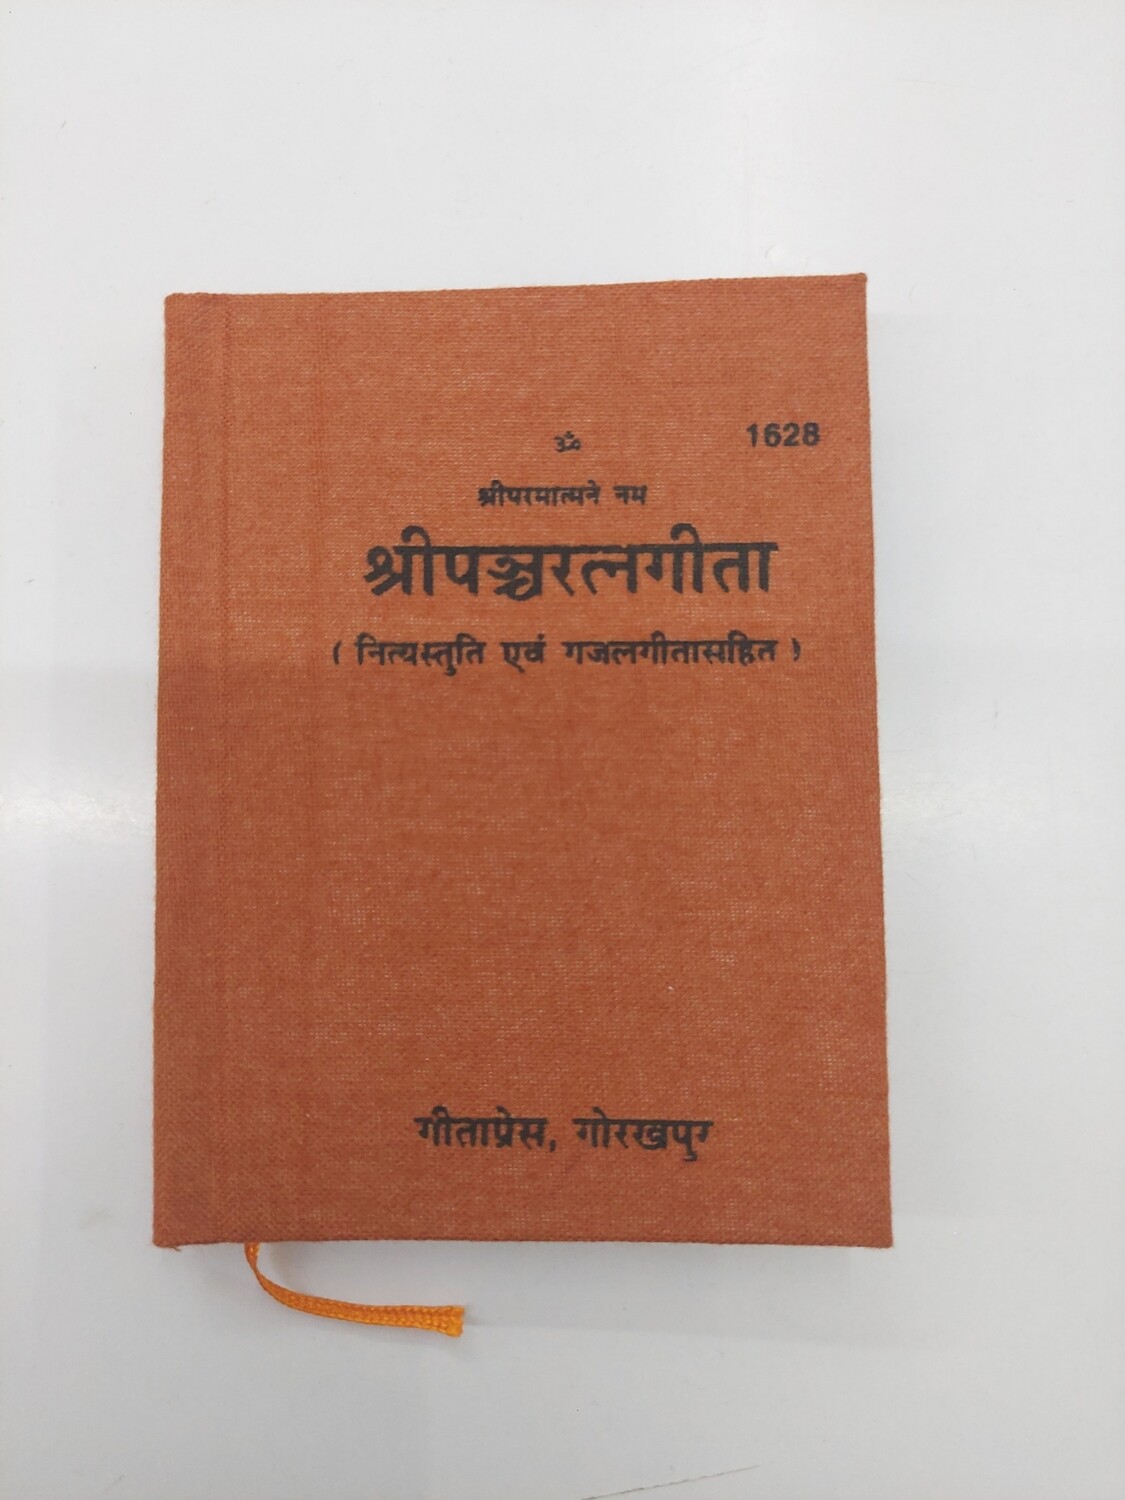 1628
ॐ
श्रीपरमात्मने नम
श्रीपञ्चरत्नगीता
( नित्यस्तुति एवं गजलगीतासहित )
गीताप्रेस, गोरखपुर